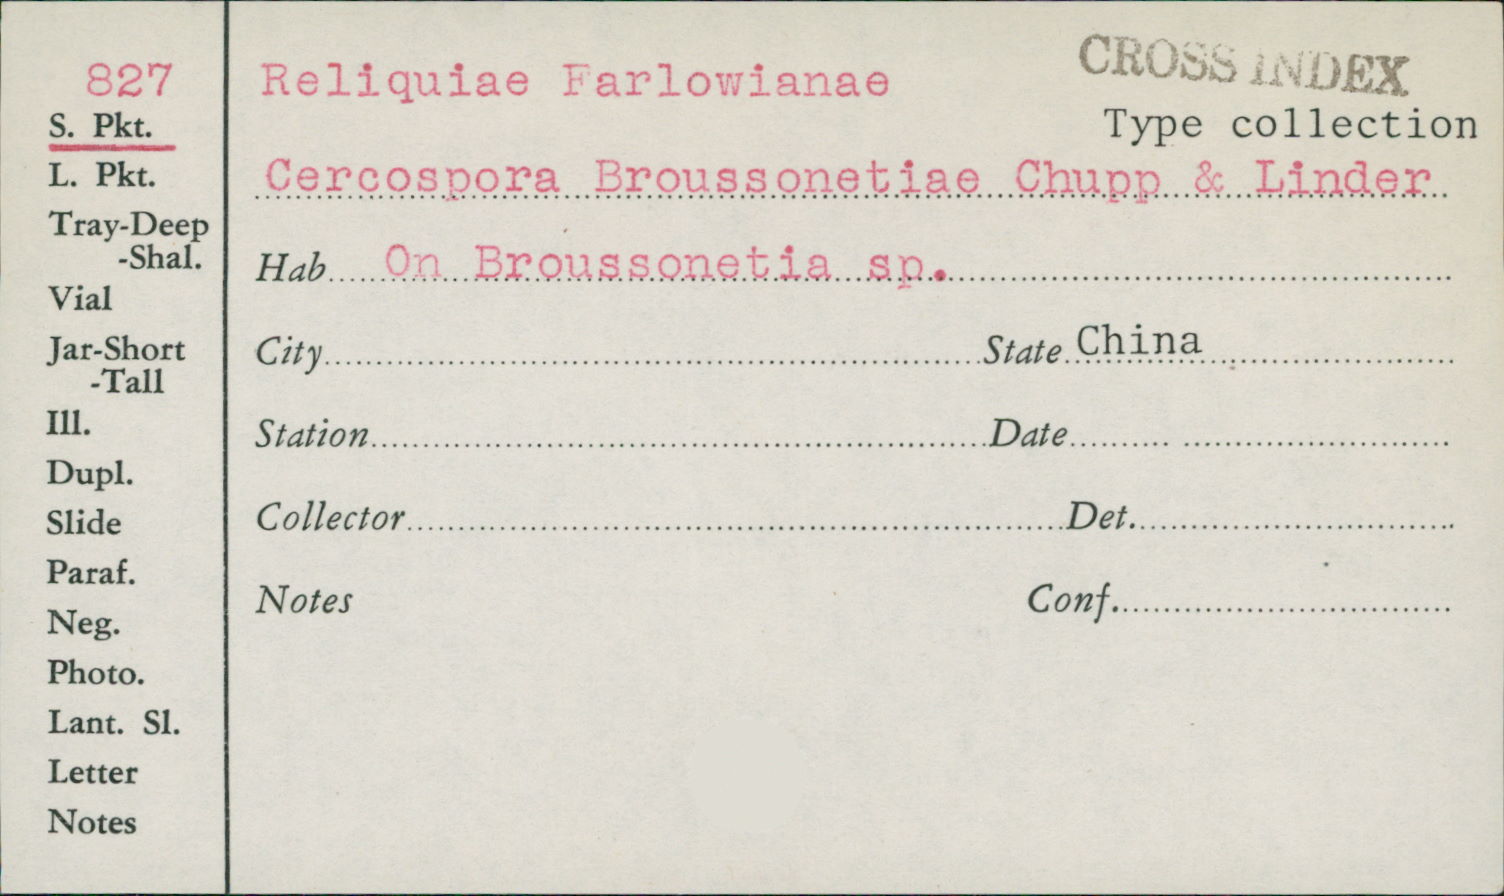 CROSS INDEX
827 Reliquiae Farlowianae
Type collection
S. Pkt.
L. Pkt.
Tray-Deep
-Shal.
Vial
Jar-Short
-Tall
Ill.
Dupl.
Slide
Paraf.
Neg.
Photo.
Lant. Sl.
Letter
Notes
Cercospora Broussonetiae Chupp & Linder
Hab On Broussonetia sp.
City State China
Station Date
Collector Det.
Notes Conf.